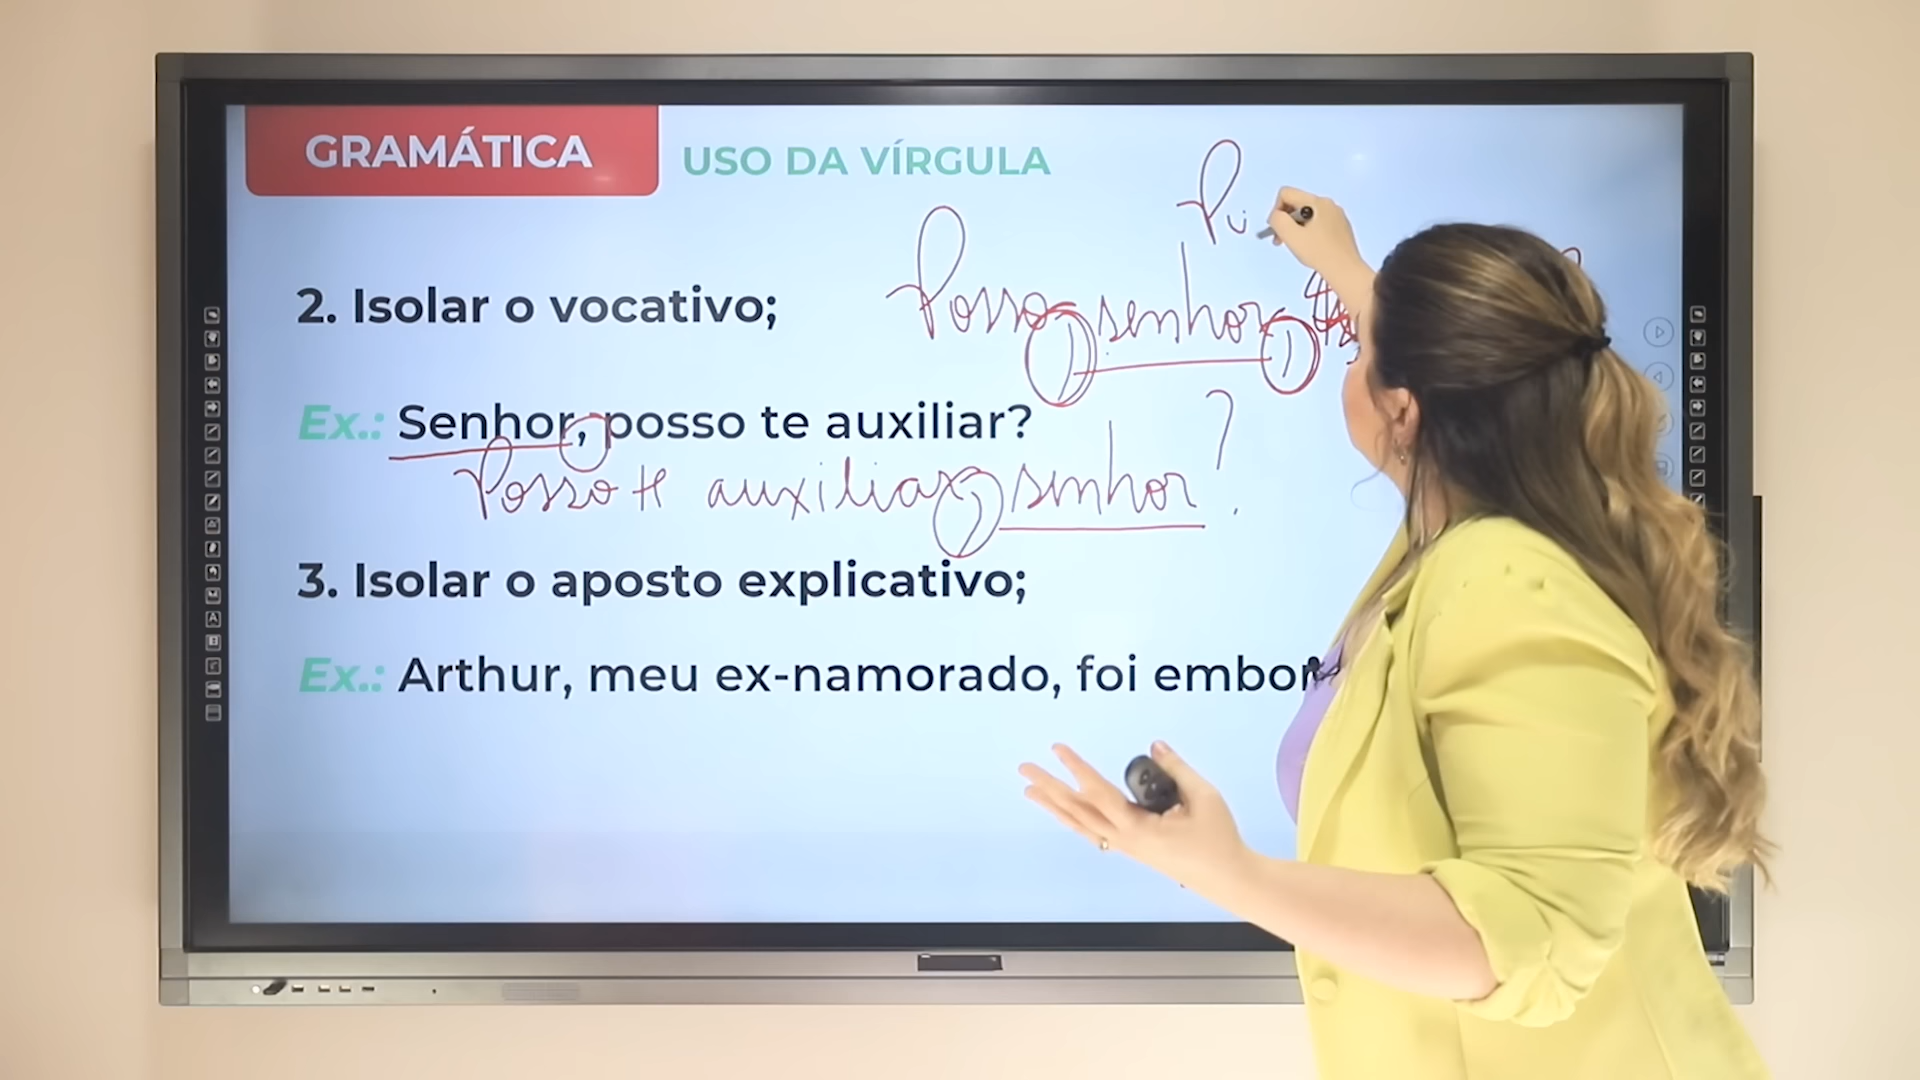 GRAMÁTICA USO DA VÍRGULA
Posso, senhor,
2. Isolar o vocativo;
Ex.: Senhor, posso te auxiliar?
Posso te auxiliar, senhor?
3. Isolar o aposto explicativo;
Ex.: Arthur, meu ex-namorado, foi